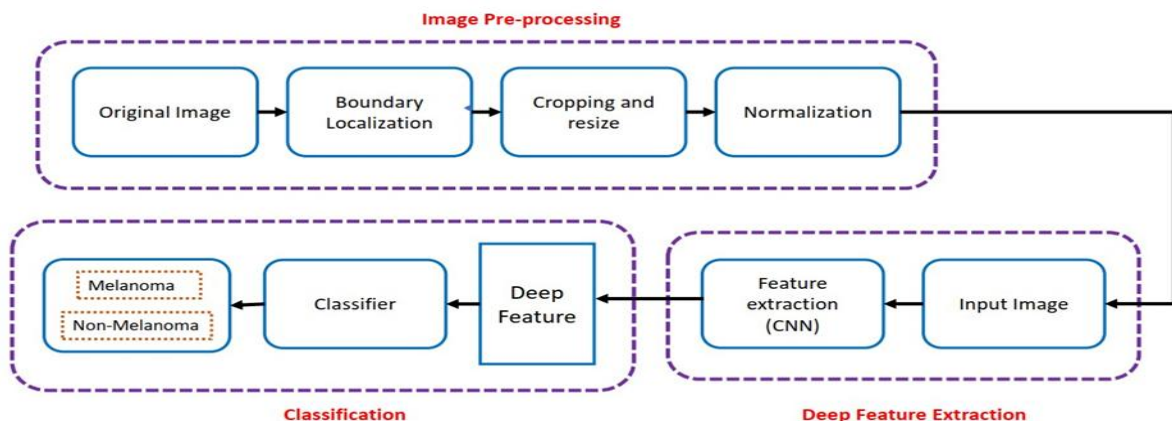 Image Pre-processing
Original Image
Boundary
Localization
Cropping and
resize
Normalization
Melanoma
Non-Melanoma
Classifier
Deep
Feature
Feature
extraction
(CNN)
Input Image
Classification
Deep Feature Extraction